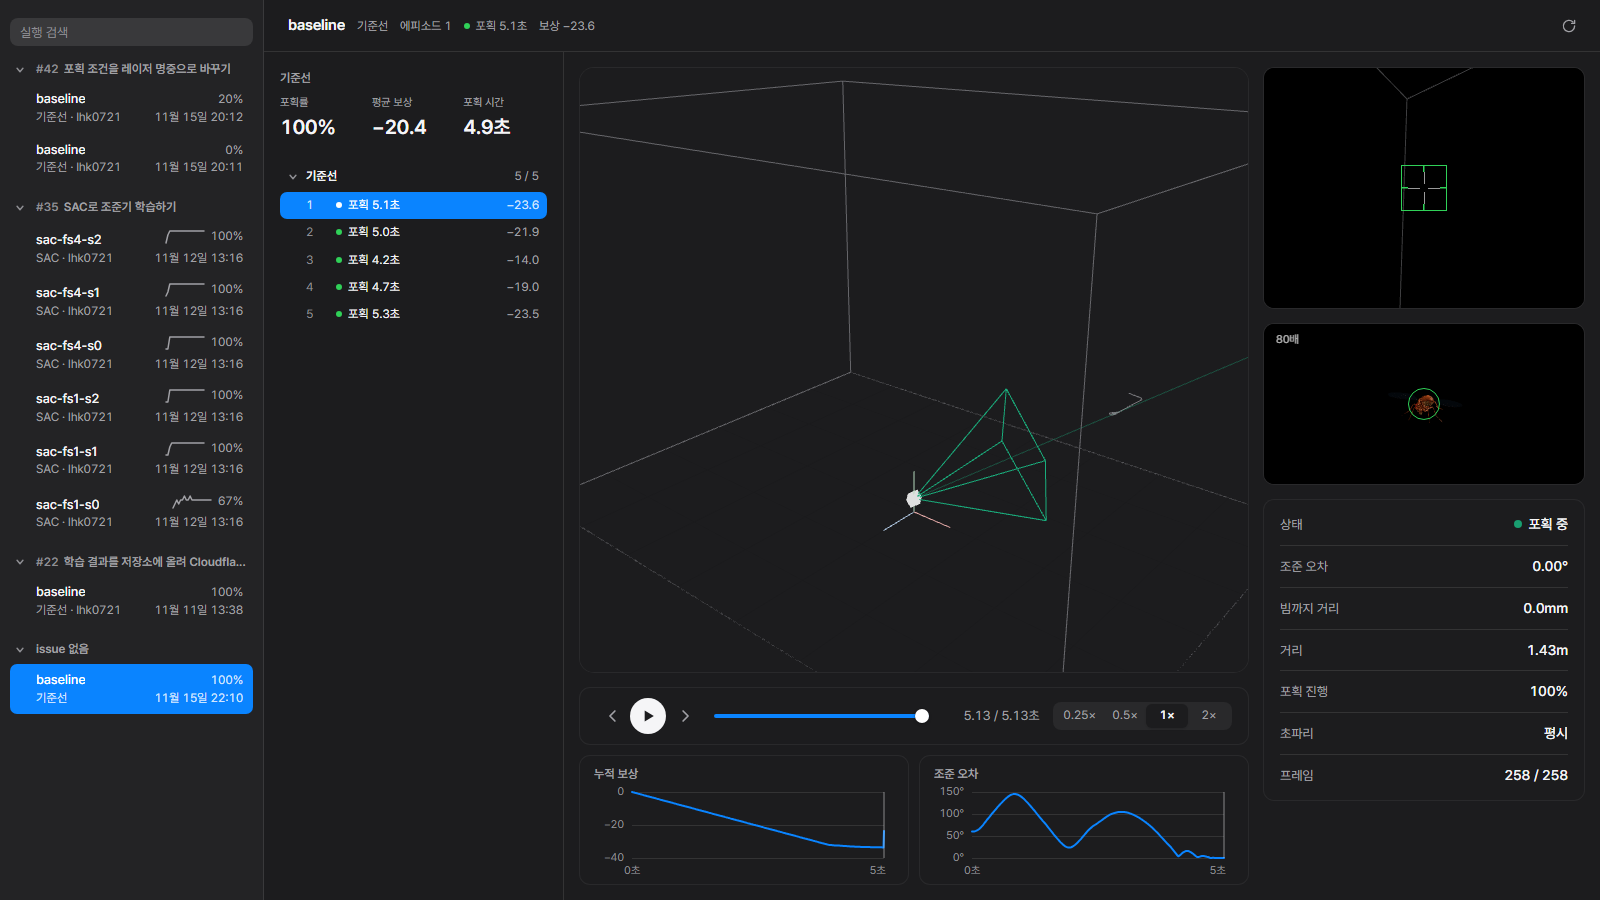 실행 검색
#42 포획 조건을 레이저 명중으로 바꾸기
baseline 20%
기준선 · lhk0721 11월 15일 20:12
baseline 0%
기준선 · lhk0721 11월 15일 20:11
#35 SAC로 조준기 학습하기
sac-fs4-s2 100%
SAC · lhk0721 11월 12일 13:16
sac-fs4-s1 100%
SAC · lhk0721 11월 12일 13:16
sac-fs4-s0 100%
SAC · lhk0721 11월 12일 13:16
sac-fs1-s2 100%
SAC · lhk0721 11월 12일 13:16
sac-fs1-s1 100%
SAC · lhk0721 11월 12일 13:16
sac-fs1-s0 67%
SAC · lhk0721 11월 12일 13:16
#22 학습 결과를 저장소에 올려 Cloudfla...
baseline 100%
기준선 · lhk0721 11월 11일 13:38
issue 없음
baseline 100%
기준선 11월 15일 22:10
baseline 기준선 에피소드 1 포획 5.1초 보상 −23.6
기준선
포획률 평균 보상 포획 시간
100% −20.4 4.9초
기준선 5 / 5
1 포획 5.1초 −23.6
2 포획 5.0초 −21.9
3 포획 4.2초 −14.0
4 포획 4.7초 −19.0
5 포획 5.3초 −23.5
5.13 / 5.13초 0.25× 0.5× 1× 2×
누적 보상
0
−20
−40
0초 5초
조준 오차
150°
100°
50°
0°
0초 5초
80배
상태 포획 중
조준 오차 0.00°
빔까지 거리 0.0mm
거리 1.43m
포획 진행 100%
초파리 평시
프레임 258 / 258